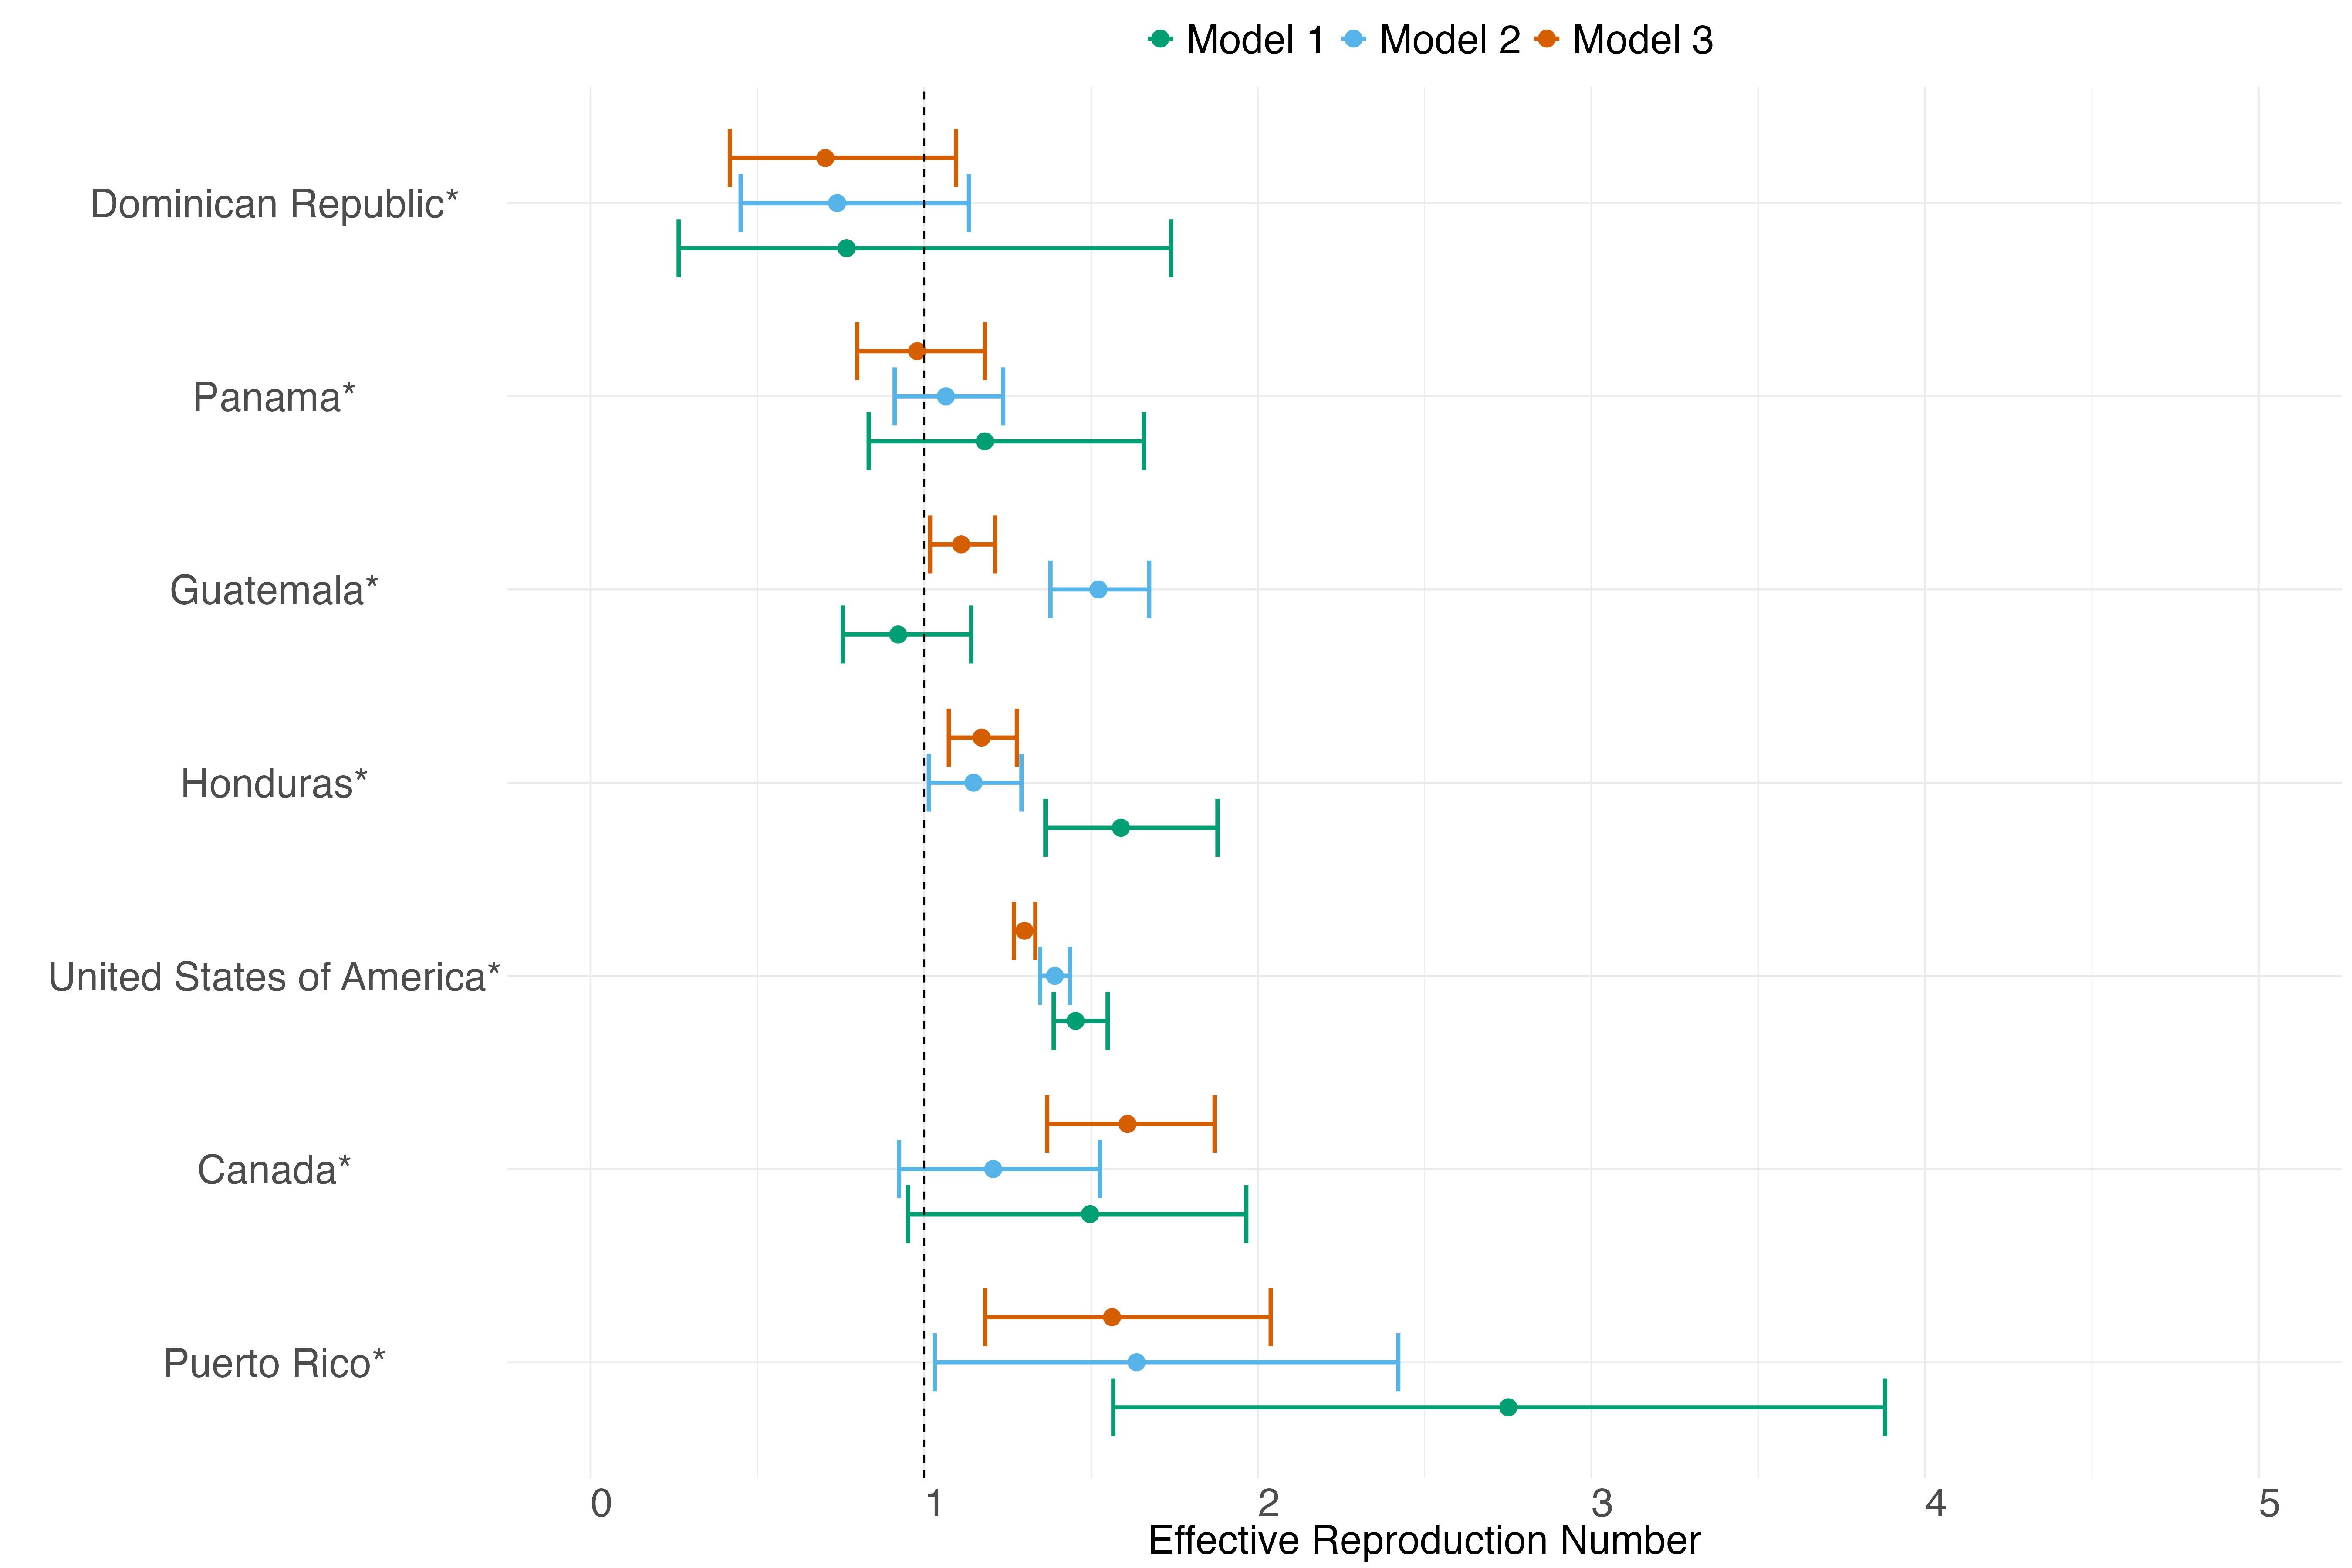 Model 1 Model 2 Model 3
Dominican Republic*
Panama*
Guatemala*
Honduras*
United States of America*
Canada*
Puerto Rico*
0 1 2 3 4 5
Effective Reproduction Number